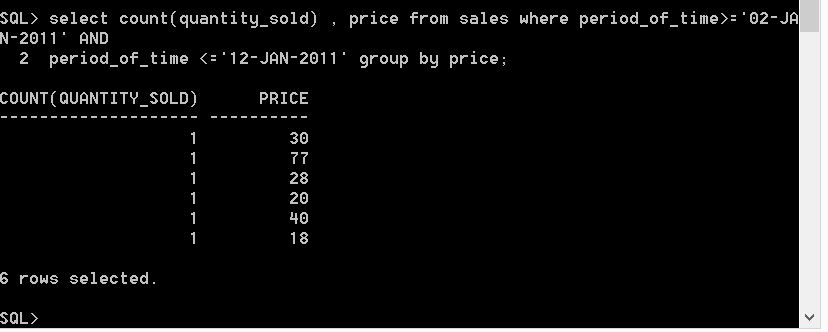 SQL> select count(quantity_sold) , price from sales where period_of_time>='02-JA
N-2011' AND
  2  period_of_time <='12-JAN-2011' group by price;
COUNT(QUANTITY_SOLD)      PRICE
-------------------- ----------
                   1         30
                   1         77
                   1         28
                   1         20
                   1         40
                   1         18
6 rows selected.
SQL>